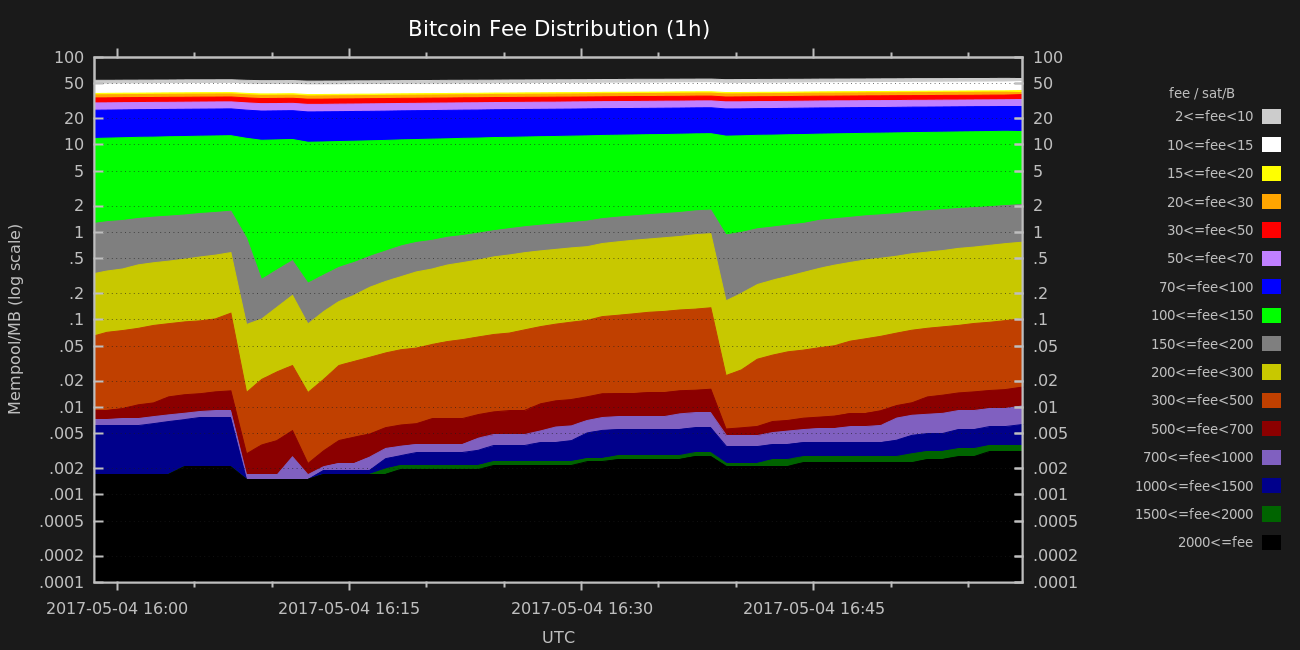 Bitcoin Fee Distribution (1h)
Mempool/MB (log scale)
100
50
20
10
5
2
1
.5
.2
.1
.05
.02
.01
.005
.002
.001
.0005
.0002
.0001
100
50
20
10
5
2
1
.5
.2
.1
.05
.02
.01
.005
.002
.001
.0005
.0002
.0001
2017-05-04 16:00
2017-05-04 16:15
2017-05-04 16:30
2017-05-04 16:45
UTC
fee / sat/B
2<=fee<10
10<=fee<15
15<=fee<20
20<=fee<30
30<=fee<50
50<=fee<70
70<=fee<100
100<=fee<150
150<=fee<200
200<=fee<300
300<=fee<500
500<=fee<700
700<=fee<1000
1000<=fee<1500
1500<=fee<2000
2000<=fee